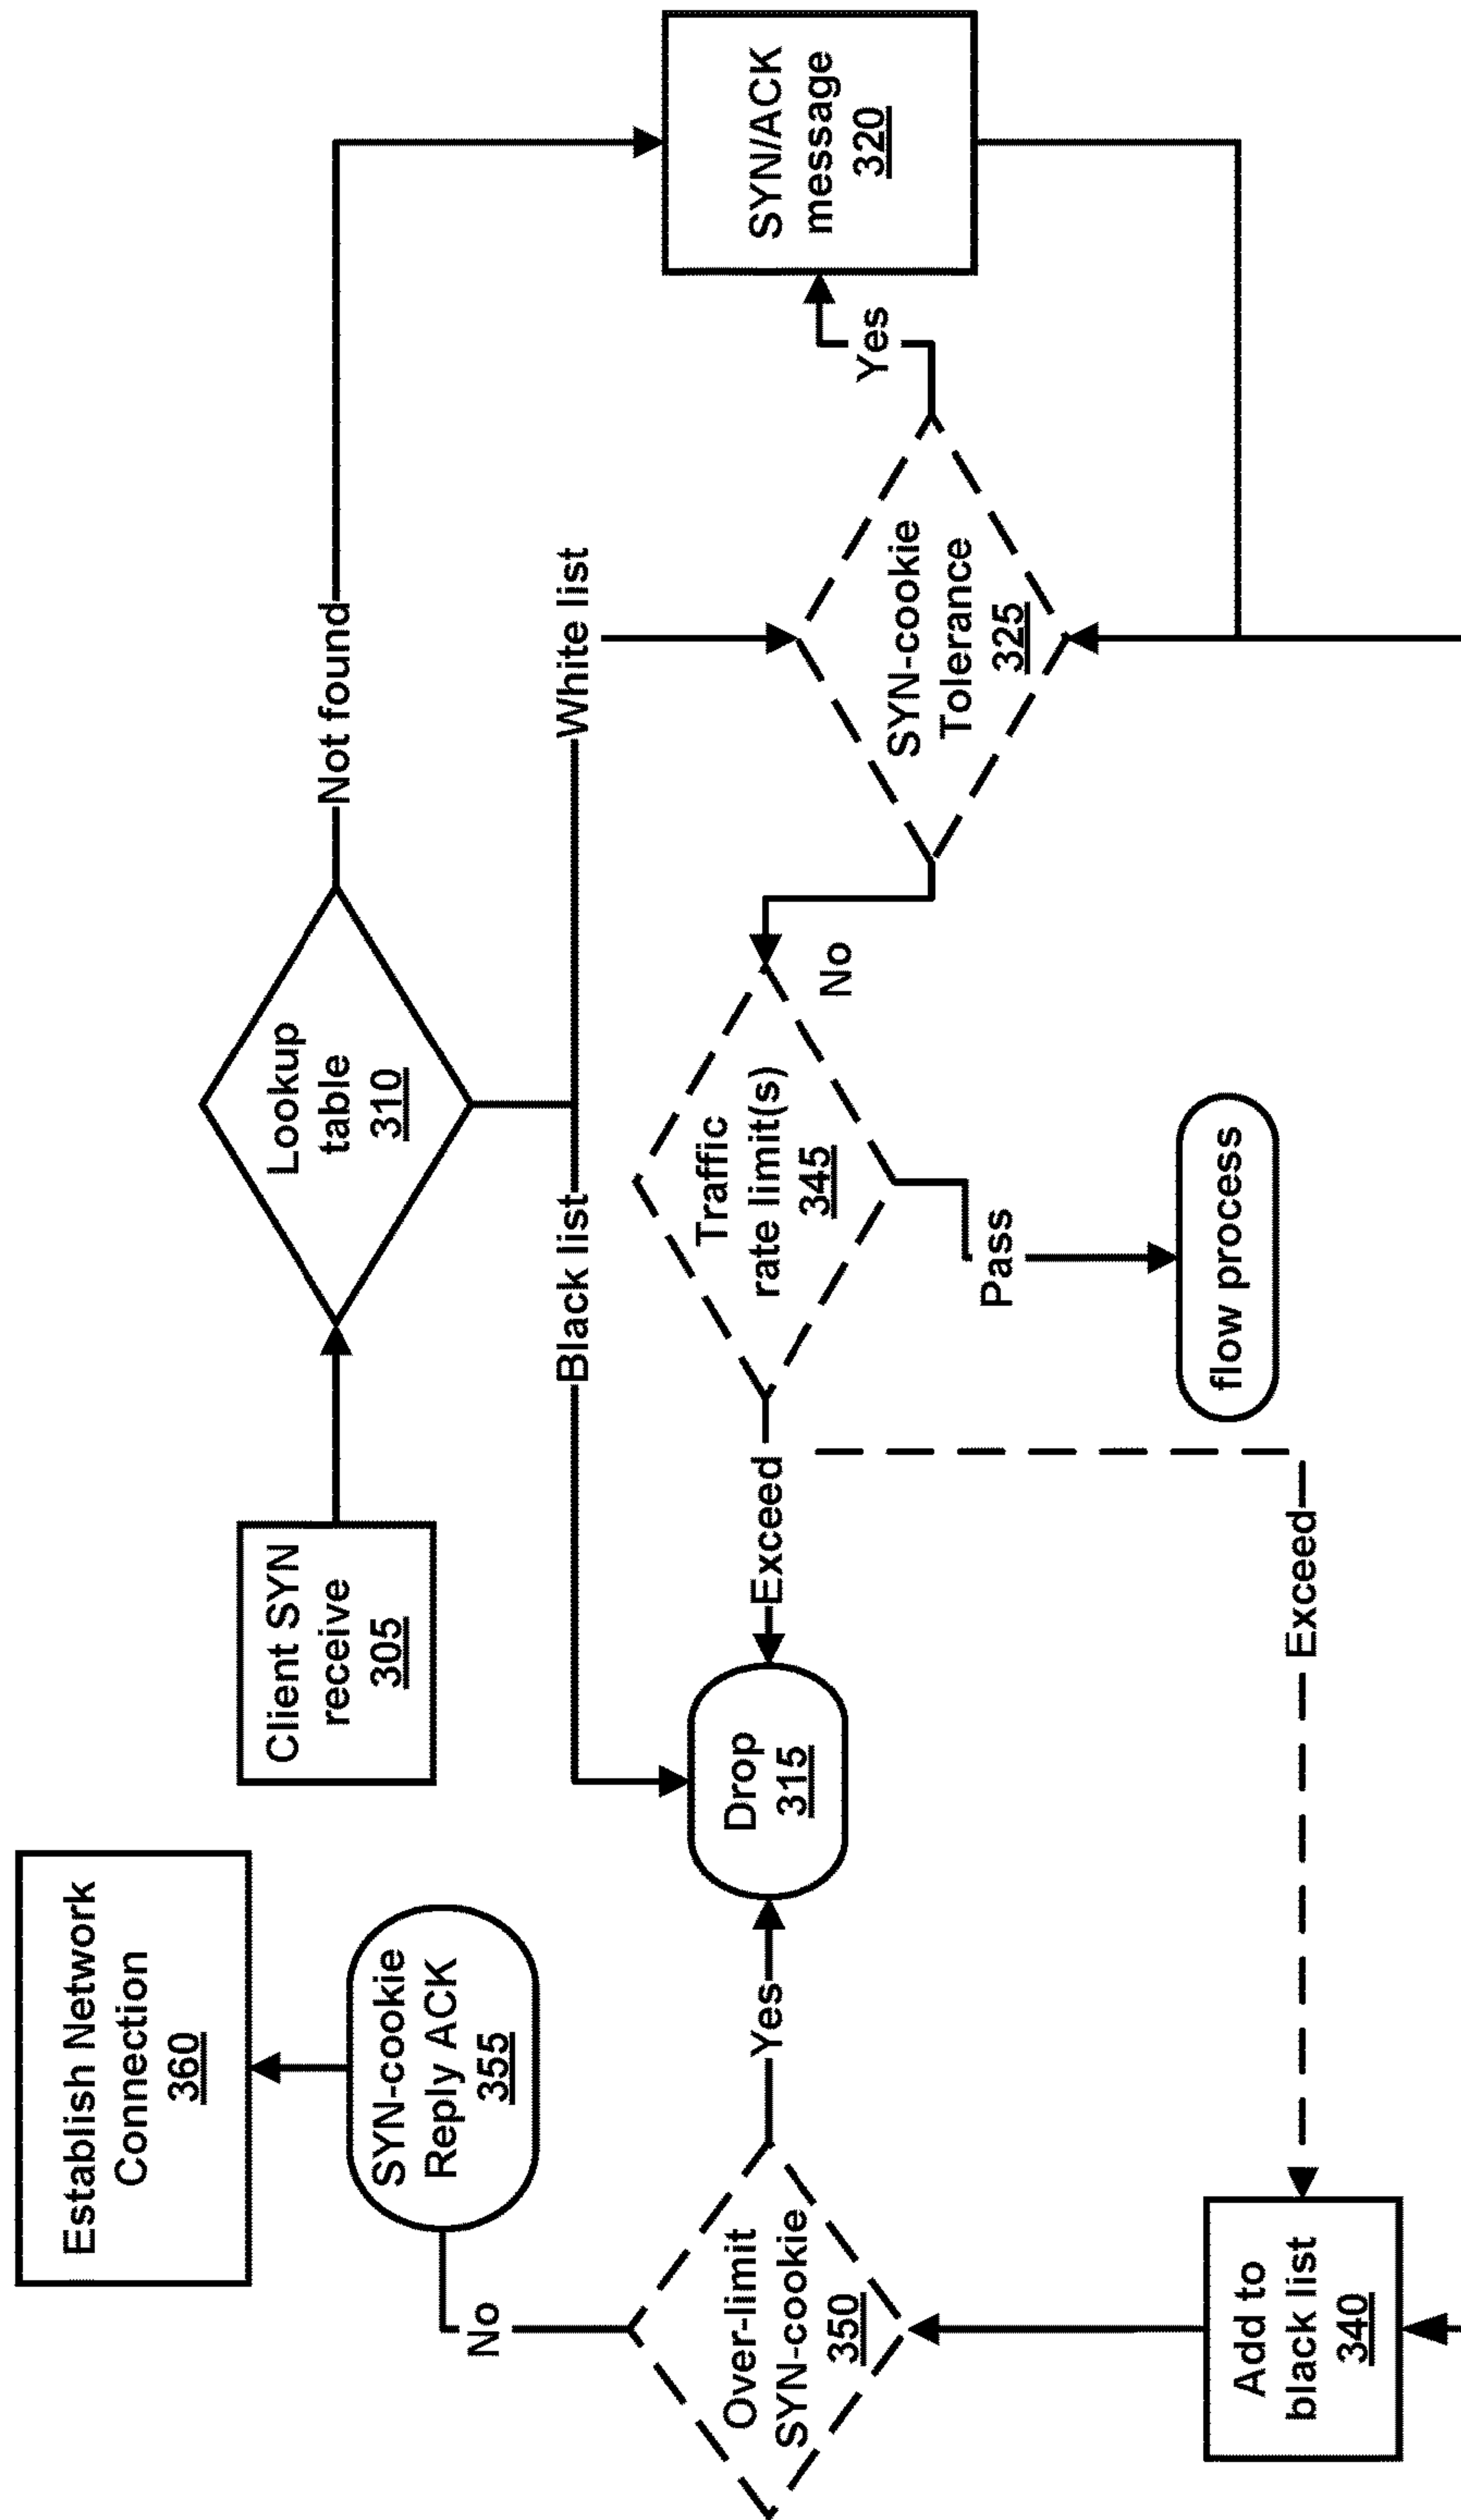 Establish Network
Connection
360
Client SYN
receive
305
Lookup
table
310
Not found
SYN-cookie
Reply ACK
355
No
Black list
White list
Over-limit
SYN-cookie
350
Yes
Drop
315
Exceed
Traffic
rate limit(s)
345
No
SYN-cookie
Tolerance
325
Yes
SYN/ACK
message
320
Pass
flow process
Add to
black list
340
Exceed